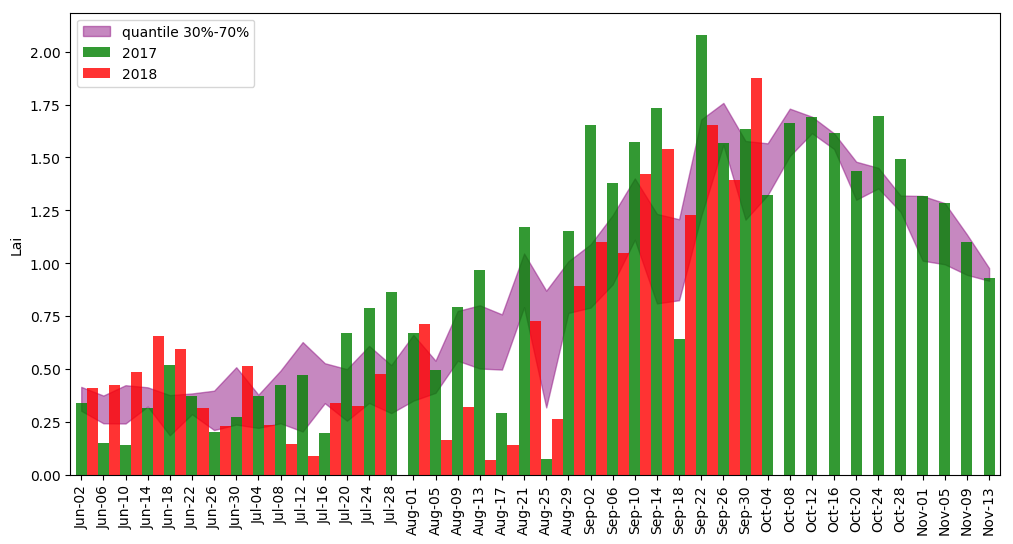 quantile 30%-70%
2017
2018
Lai
2.00
1.75
1.50
1.25
1.00
0.75
0.50
0.25
0.00
Jun-02
Jun-06
Jun-10
Jun-14
Jun-18
Jun-22
Jun-26
Jun-30
Jul-04
Jul-08
Jul-12
Jul-16
Jul-20
Jul-24
Jul-28
Aug-01
Aug-05
Aug-09
Aug-13
Aug-17
Aug-21
Aug-25
Aug-29
Sep-02
Sep-06
Sep-10
Sep-14
Sep-18
Sep-22
Sep-26
Sep-30
Oct-04
Oct-08
Oct-12
Oct-16
Oct-20
Oct-24
Oct-28
Nov-01
Nov-05
Nov-09
Nov-13